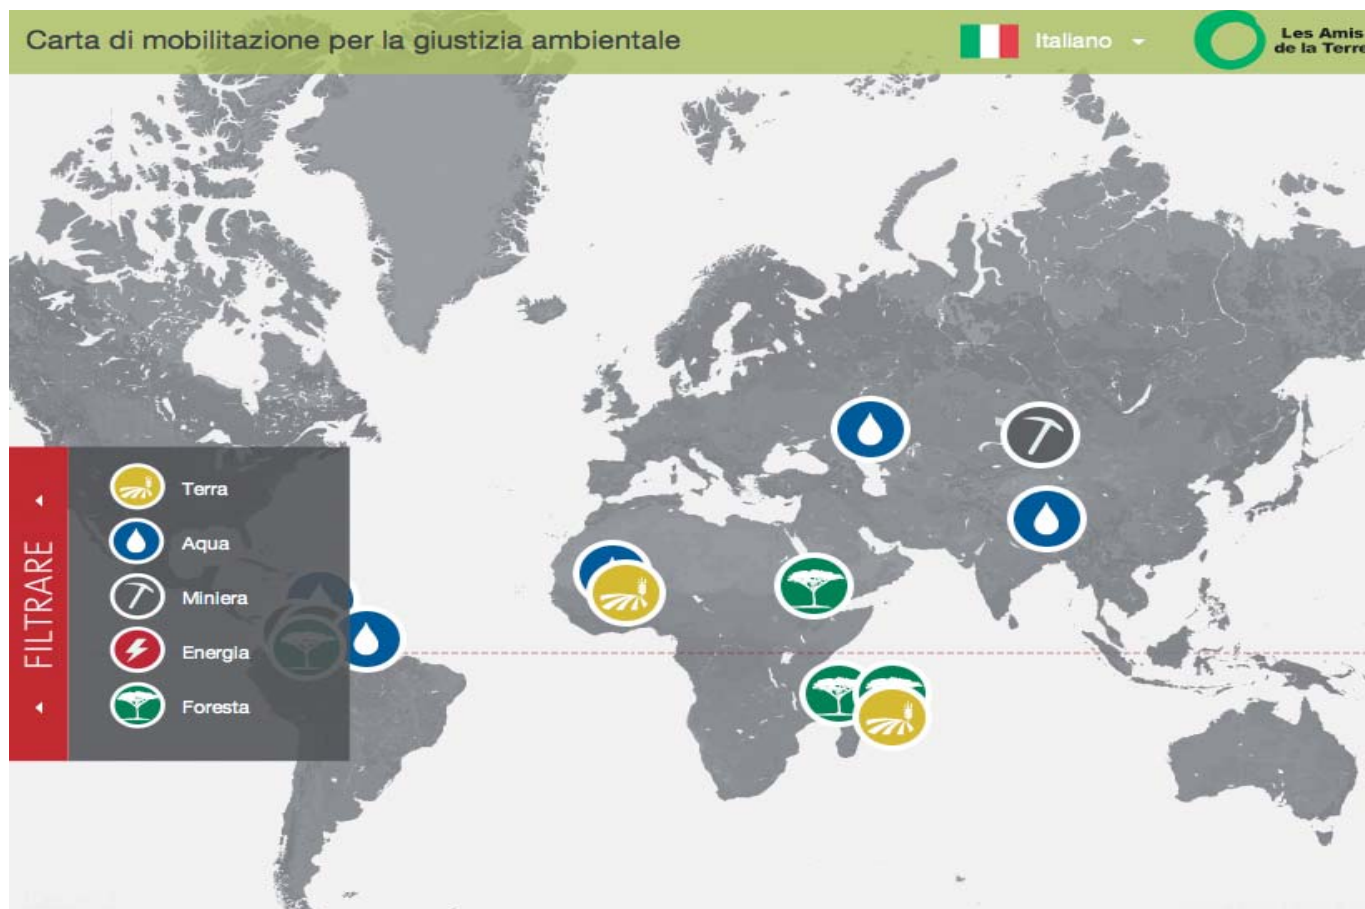 Carta di mobilitazione per la giustizia ambientale
Italiano
Les Amis
de la Terre
FILTRARE
Terra
Aqua
Miniera
Energia
Foresta